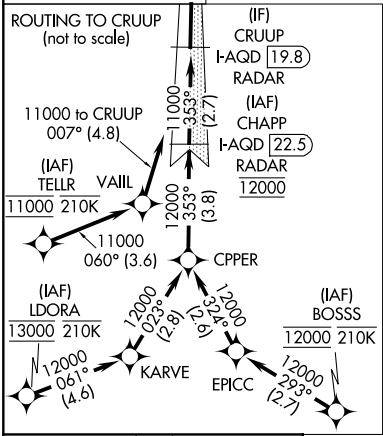 ROUTING TO CRUUP
(not to scale)
(IF)
CRUUP
I-AQD 19.8
RADAR
(IAF)
CHAPP
I-AQD 22.5
RADAR
12000
11000
353°
(2.7)
11000 to CRUUP
007° (4.8)
(IAF)
TELLR
11000 210K
VAIIL
11000
060° (3.6)
12000
353°
(3.8)
CPPER
(IAF)
LDORA
13000 210K
12000
023°
(2.8)
12000
324°
(2.6)
(IAF)
BOSSS
12000 210K
12000
061°
(4.6)
KARVE
EPICC
12000
293°
(2.7)